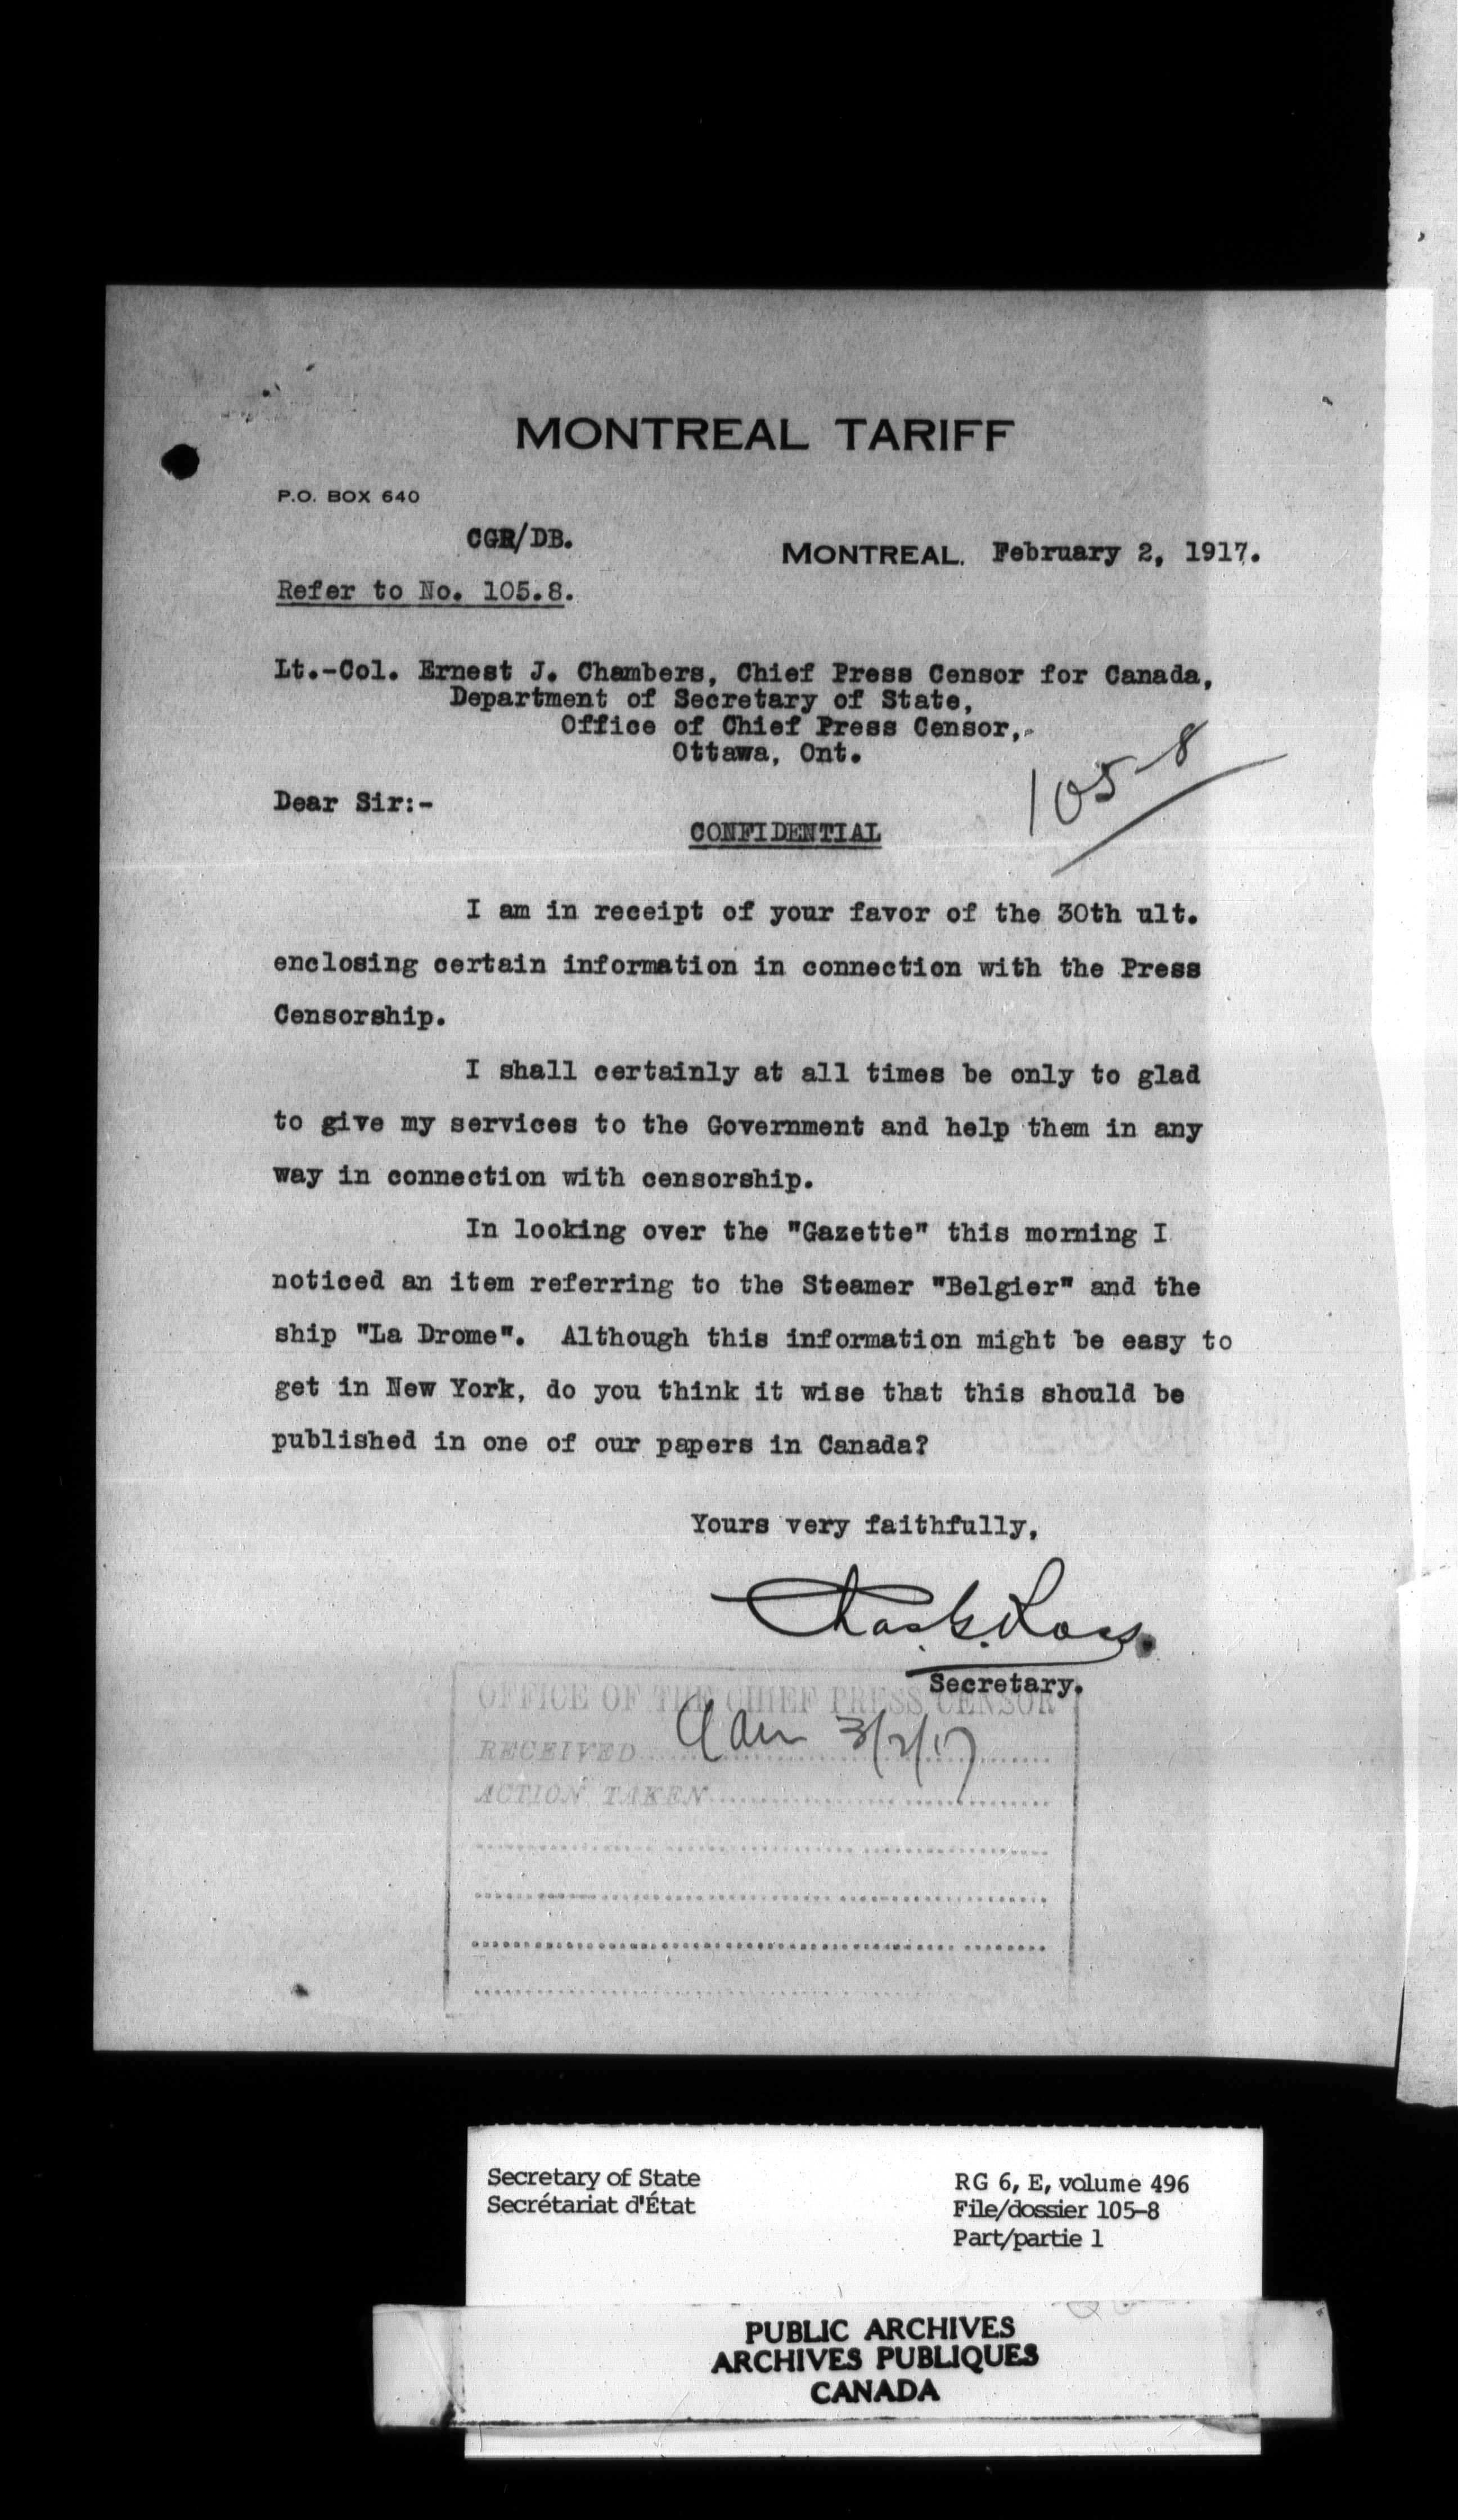 MONTREAL TARIFF
P.O. BOX 640
CGR/DB.
MONTREAL. February 2, 1917.
Refer to No. 105.8.
Lt.-Col. Ernest J. Chambers, Chief Press Censor for Canada,
Department of Secretary of State,
Office of Chief Press Censor,
Ottawa, Ont.
105-8
Dear Sir:-
CONFIDENTIAL
I am in receipt of your favor of the 30th ult.
enclosing certain information in connection with the Press
Censorship.
I shall certainly at all times be only to glad
to give my services to the Government and help them in any
way in connection with censorship.
In looking over the "Gazette" this morning I
noticed an item referring to the Steamer "Belgier" and the
ship "La Drome". Although this information might be easy to
get in New York, do you think it wise that this should be
published in one of our papers in Canada?
Yours very faithfully,
Chas. G. Ross.
Secretary.
OFFICE OF THE CHIEF PRESS CENSOR
RECEIVED 3/2/17
ACTION TAKEN
Secretary of State
Secrétariat d'État
RG 6, E, volume 496
File/dossier 105-8
Part/partie 1
PUBLIC ARCHIVES
ARCHIVES PUBLIQUES
CANADA